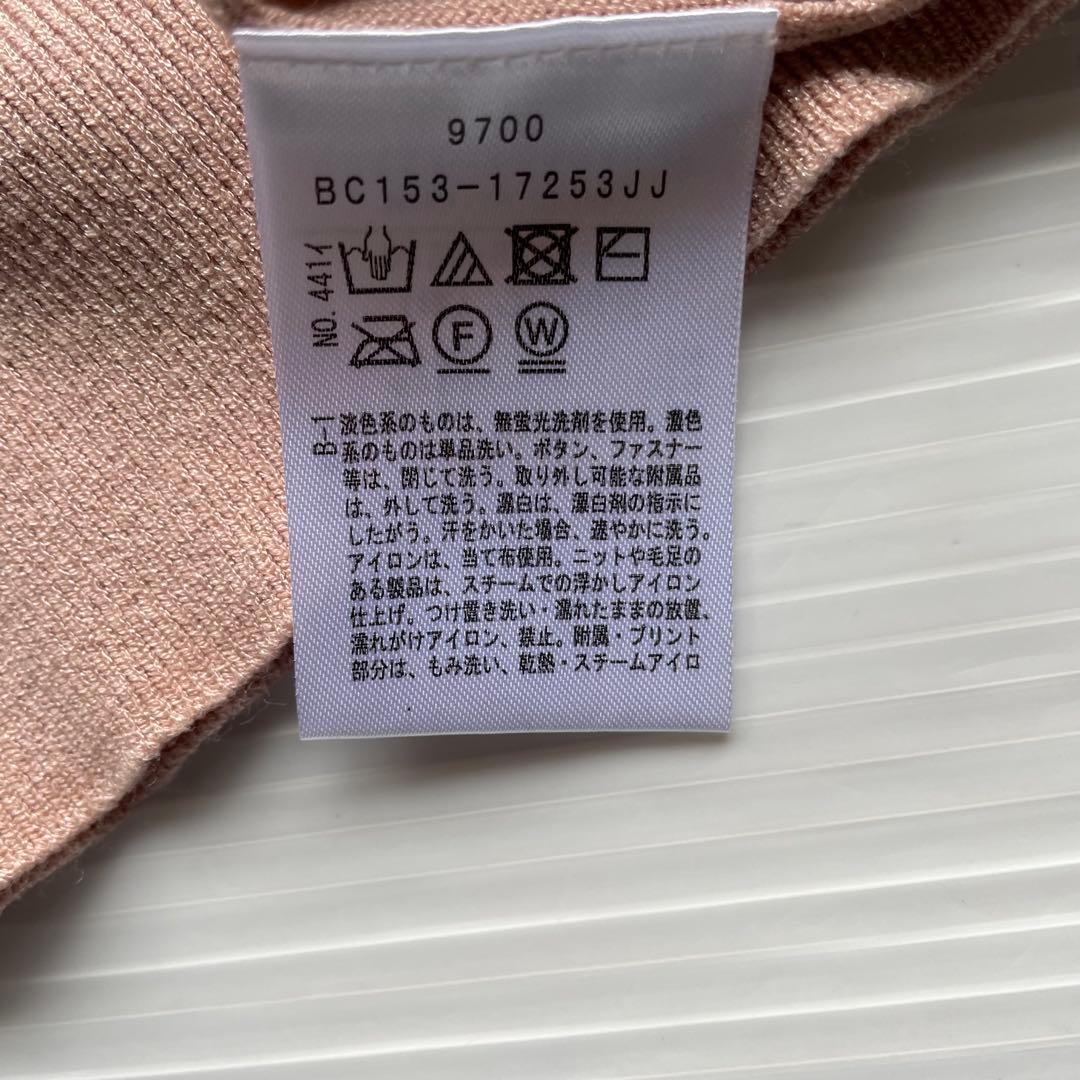 9700
BC153-17253JJ
NO. 441イ
F W
B-1
淡色系のものは、無蛍光洗剤を使用。濃色
系のものは単品洗い。ボタン、ファスナー
等は、閉じて洗う。取り外し可能な附属品
は、外して洗う。漂白は、漂白剤の指示に
したがう。汗をかいた場合、速やかに洗う。
アイロンは、当て布使用。ニットや毛足の
ある製品は、スチームでの浮かしアイロン
仕上げ。つけ置き洗い・濡れたままの放置、
濡れがけアイロン、禁止。附属・プリント
部分は、もみ洗い、乾熱・スチームアイロ